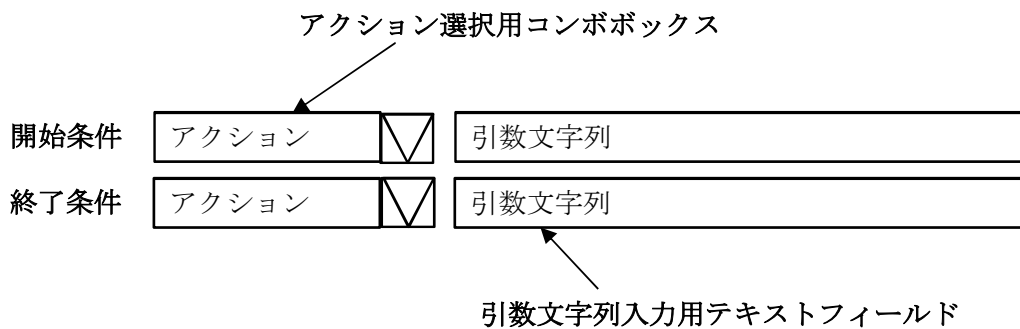 アクション選択用コンボボックス
開始条件 アクション 引数文字列
終了条件 アクション 引数文字列
引数文字列入力用テキストフィールド